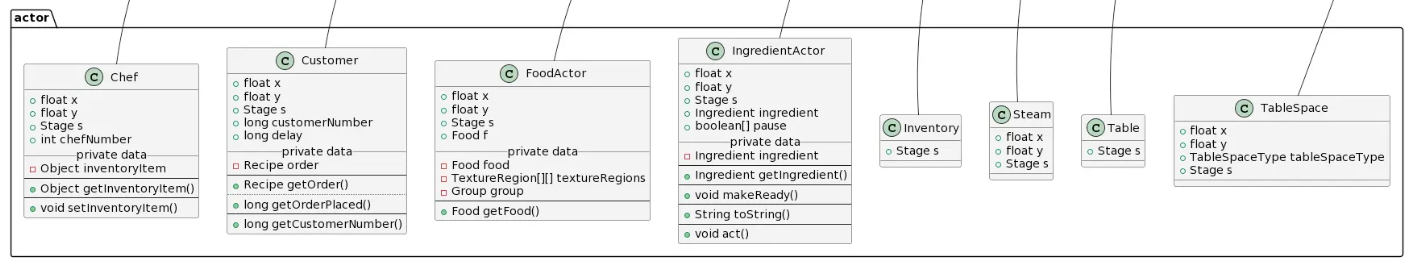 actor
C Chef
float x
float y
Stage s
int chefNumber
private data
Object inventoryItem
Object getInventoryItem()
void setInventoryItem()
C Customer
float x
float y
Stage s
long customerNumber
long delay
private data
Recipe order
Recipe getOrder()
long getOrderPlaced()
long getCustomerNumber()
C FoodActor
float x
float y
Stage s
Food f
private data
Food food
TextureRegion[][] textureRegions
Group group
Food getFood()
C IngredientActor
float x
float y
Stage s
Ingredient ingredient
boolean[] pause
private data
Ingredient ingredient
Ingredient getIngredient()
void makeReady()
String toString()
void act()
C Inventory
Stage s
C Steam
float x
float y
Stage s
C Table
Stage s
C TableSpace
float x
float y
TableSpaceType tableSpaceType
Stage s